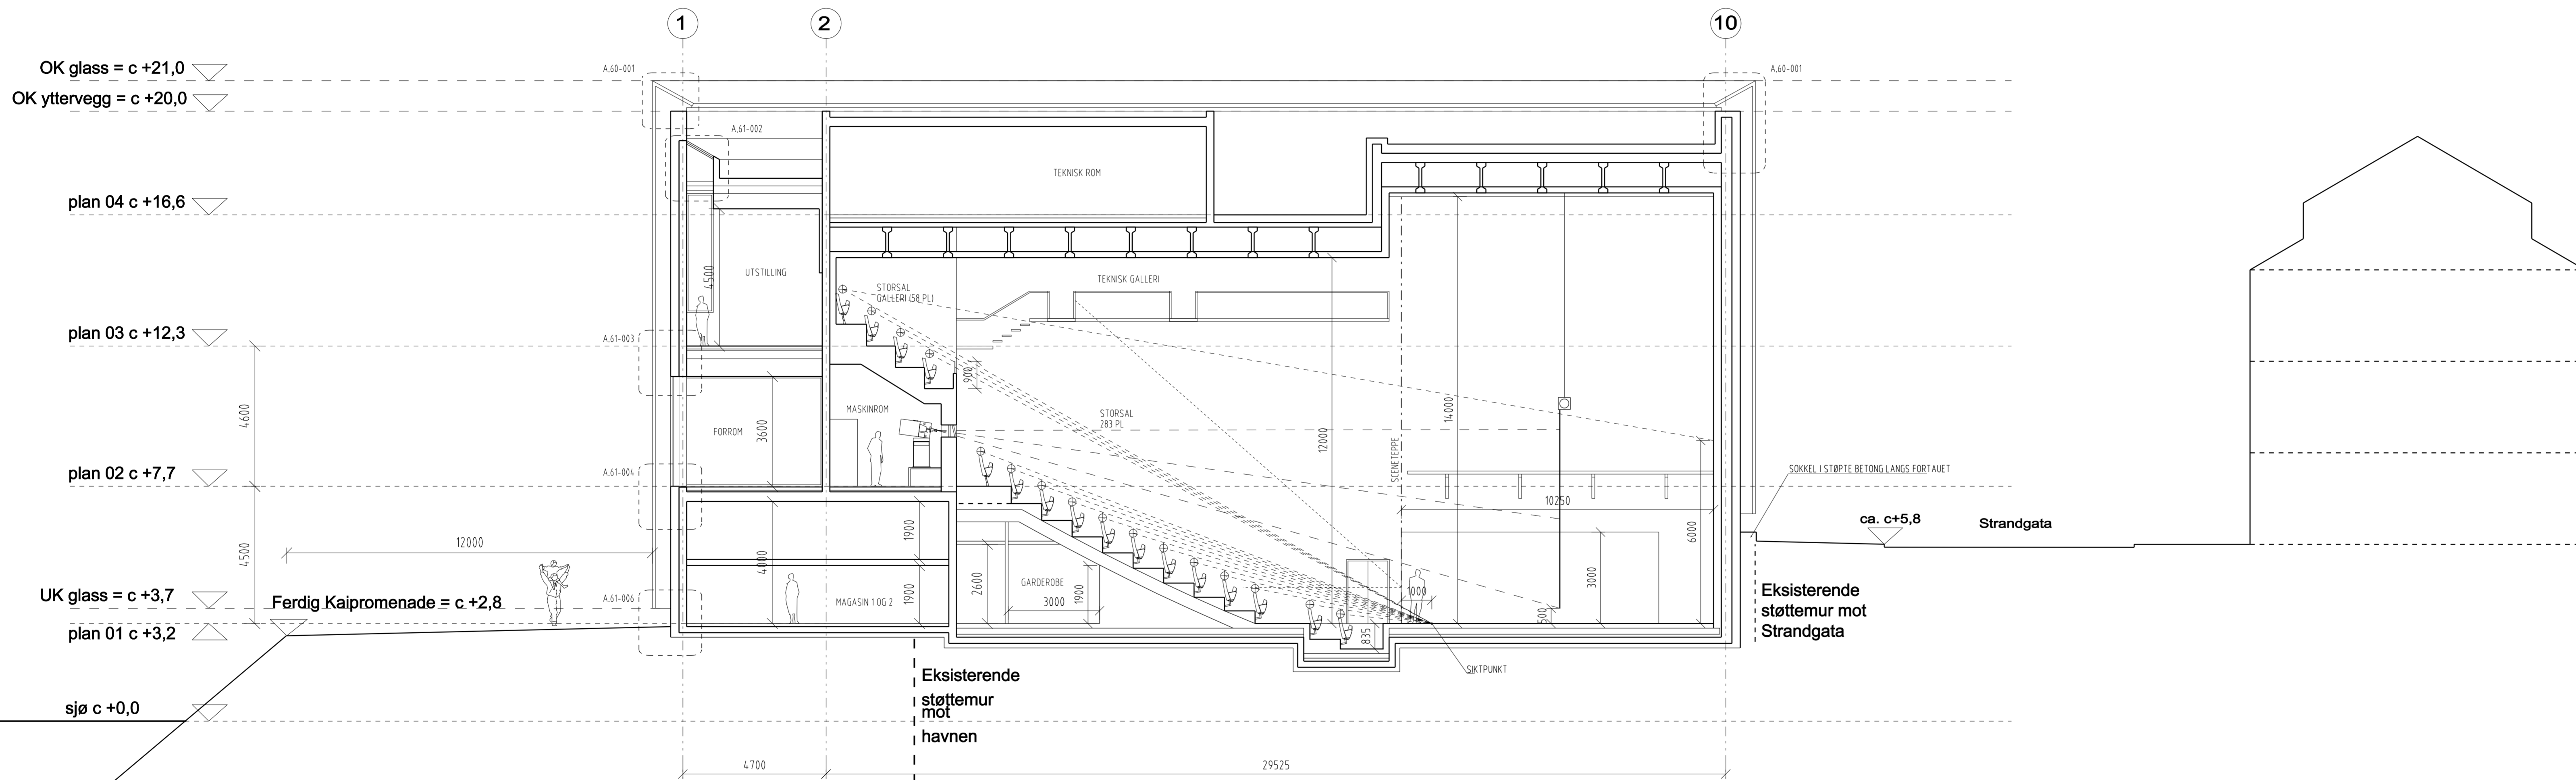 1
2
10
OK glass = c +21,0
A,60-001
A,60-001
OK yttervegg = c +20,0
A,61-002
TEKNISK ROM
plan 04 c +16,6
UTSTILLING
4500
STORSAL
GALLERI (58 PL)
TEKNISK GALLERI
plan 03 c +12,3
A,61-003
900
4600
FORROM
3600
MASKINROM
STORSAL
283 PL
12000
14000
SCENETEPPE
plan 02 c +7,7
A,61-004
SOKKEL I STØPTE BETONG LANGS FORTAUET
10250
6000
ca. c+5,8
Strandgata
12000
4500
4000
1900
2600
GARDEROBE
1900
3000
3000
1000
500
UK glass = c +3,7
Ferdig Kaipromenade = c +2,8
A,61-006
MAGASIN 1 OG 2
1900
plan 01 c +3,2
835
Eksisterende
støttemur mot
Strandgata
SIKTPUNKT
Eksisterende
støttemur
mot
havnen
sjø c +0,0
4700
29525